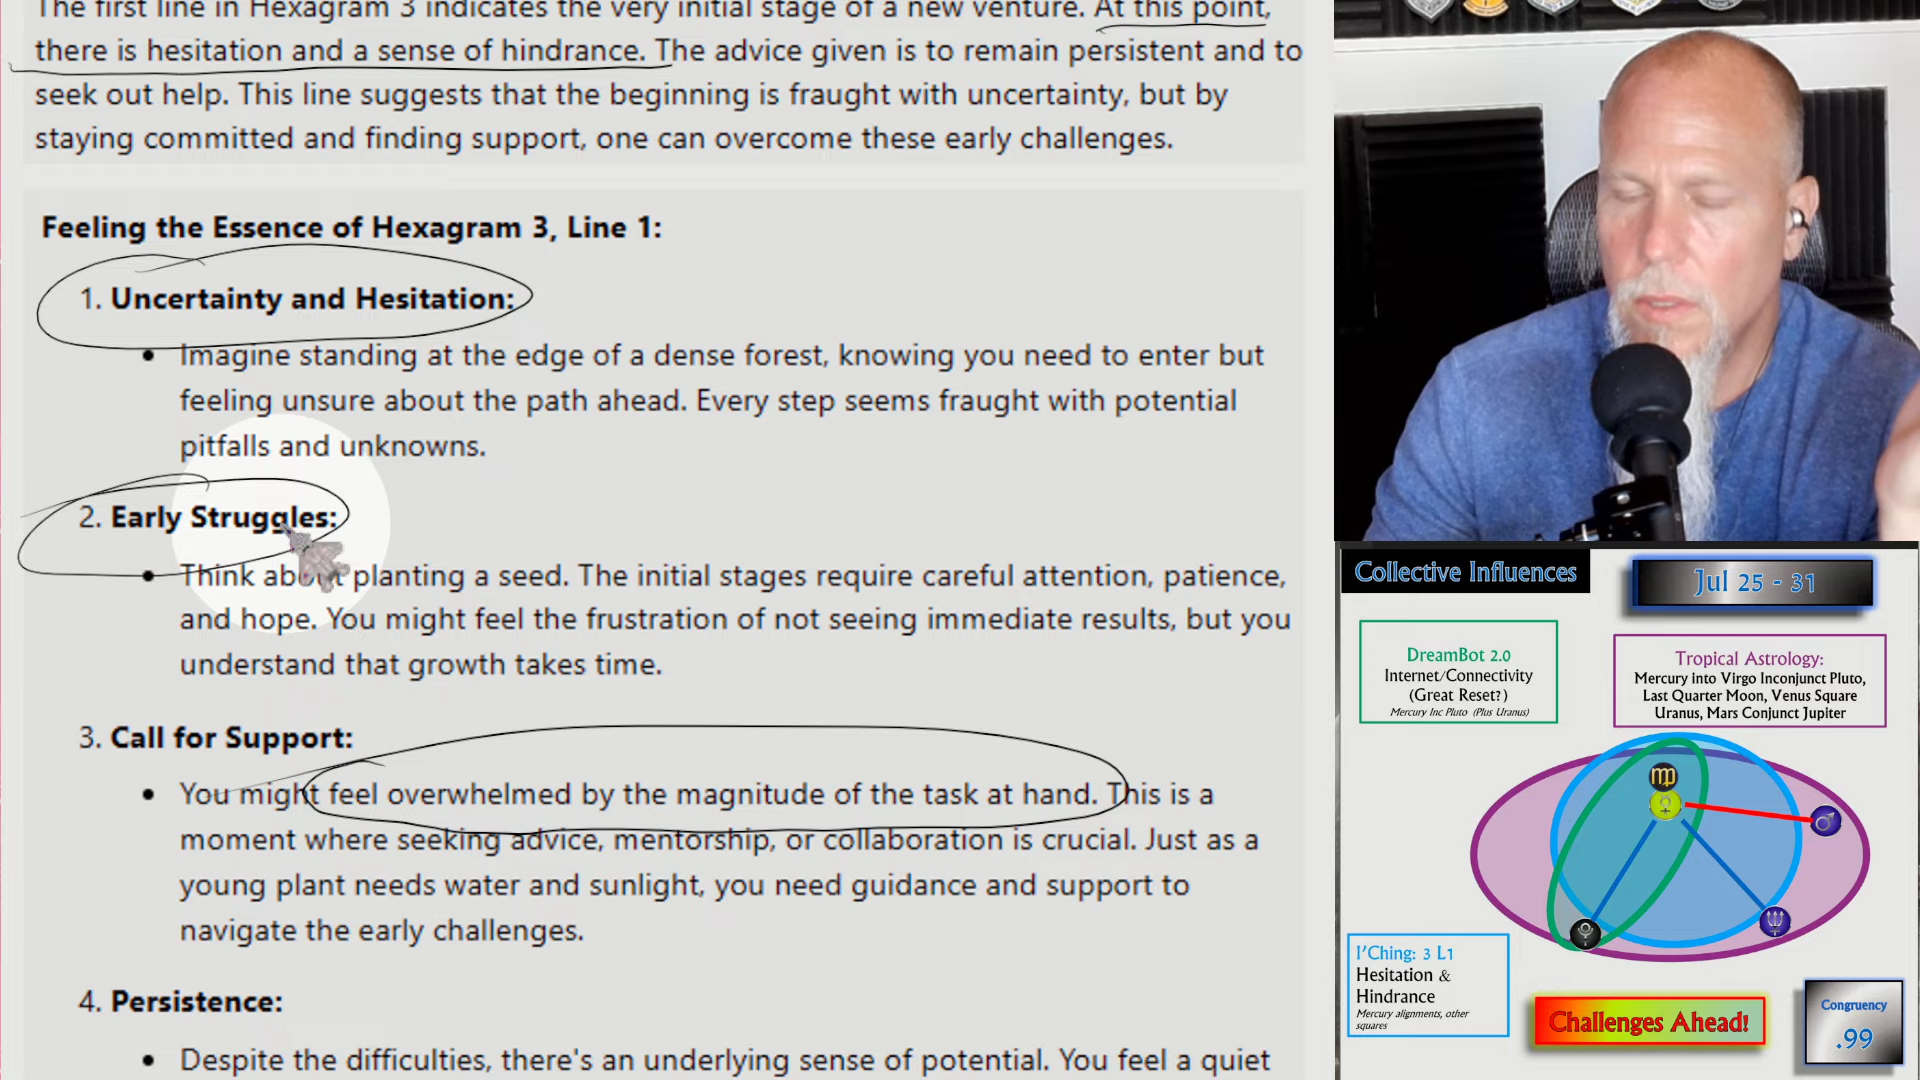 The first line in Hexagram 3 indicates the very initial stage of a new venture. At this point,
there is hesitation and a sense of hindrance. The advice given is to remain persistent and to
seek out help. This line suggests that the beginning is fraught with uncertainty, but by
staying committed and finding support, one can overcome these early challenges.
Feeling the Essence of Hexagram 3, Line 1:
1. Uncertainty and Hesitation:
• Imagine standing at the edge of a dense forest, knowing you need to enter but
feeling unsure about the path ahead. Every step seems fraught with potential
pitfalls and unknowns.
2. Early Struggles:
• Think about planting a seed. The initial stages require careful attention, patience,
and hope. You might feel the frustration of not seeing immediate results, but you
understand that growth takes time.
3. Call for Support:
• You might feel overwhelmed by the magnitude of the task at hand. This is a
moment where seeking advice, mentorship, or collaboration is crucial. Just as a
young plant needs water and sunlight, you need guidance and support to
navigate the early challenges.
4. Persistence:
• Despite the difficulties, there's an underlying sense of potential. You feel a quiet
Collective Influences
Jul 25 - 31
DreamBot 2.0
Internet/Connectivity
(Great Reset?)
Mercury Inc Pluto (Plus Uranus)
Tropical Astrology:
Mercury into Virgo Inconjunct Pluto,
Last Quarter Moon, Venus Square
Uranus, Mars Conjunct Jupiter
I'Ching: 3 L1
Hesitation &
Hindrance
Mercury alignments, other
squares
Challenges Ahead!
Congruency
.99